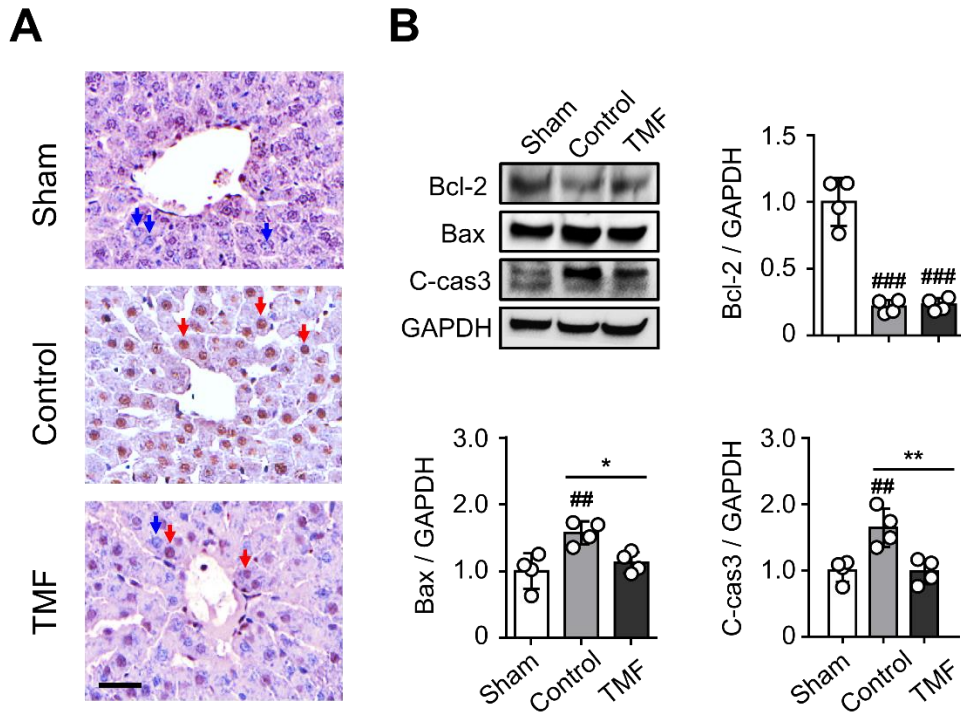 A
B
Sham
Control
TMF
Sham
Control
TMF
Bcl-2
Bax
C-cas3
GAPDH
Bcl-2 / GAPDH
1.5
1.0
0.5
0
###
###
Bax / GAPDH
3.0
2.0
1.0
0
##
*
Sham
Control
TMF
C-cas3 / GAPDH
3.0
2.0
1.0
0
##
**
Sham
Control
TMF